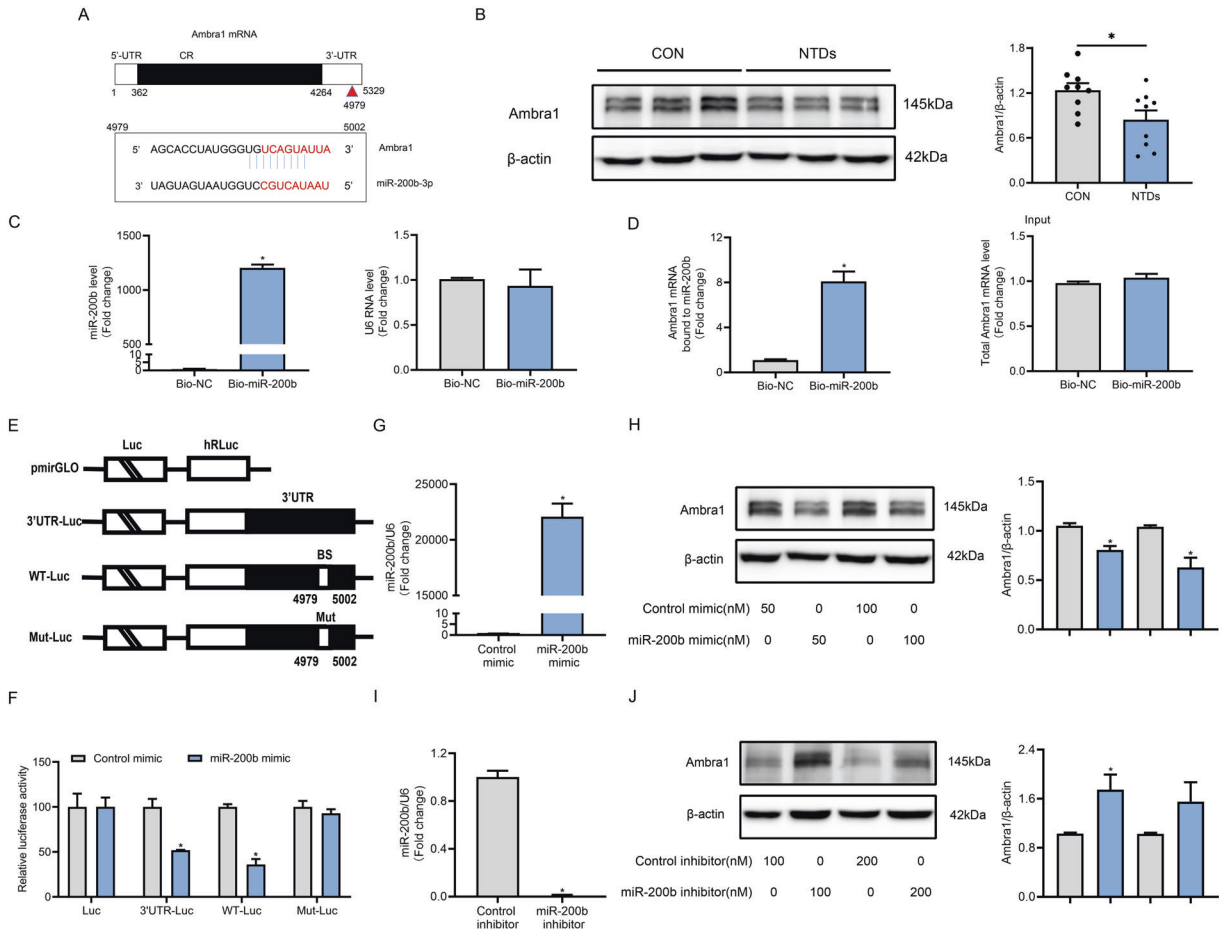 A
Ambra1 mRNA
5'-UTR CR 3'-UTR
1 362 4264 5329
4979
4979 5002
5' AGCACCUAUGGGUGUCAGUAUUA 3' Ambra1
3' UAGUAGUAAUGGUCCGUCAUAAU 5' miR-200b-3p
B
CON NTDs
Ambra1 145kDa
β-actin 42kDa
Ambra1/β-actin
1.8
1.2
0.6
0.0
*
CON NTDs
C
miR-200b level
(Fold change)
1500
1000
500
10
5
0
*
Bio-NC Bio-miR-200b
U6 RNA level
(Fold change)
1.5
1.0
0.5
0.0
Bio-NC Bio-miR-200b
D
Ambra1 mRNA
bound to miR-200b
(Fold change)
12
8
4
0
*
Bio-NC Bio-miR-200b
Input
Total Ambra1 mRNA level
(Fold change)
1.5
1.0
0.5
0.0
Bio-NC Bio-miR-200b
E
Luc hRLuc
pmirGLO
3'UTR
3'UTR-Luc
BS
WT-Luc
4979 5002
Mut
Mut-Luc
4979 5002
F
Control mimic miR-200b mimic
Relative luciferase activity
150
100
50
0
* *
Luc 3'UTR-Luc WT-Luc Mut-Luc
G
miR-200b/U6
(Fold change)
25000
20000
15000
10
5
0
*
Control
mimic
miR-200b
mimic
H
Ambra1 145kDa
β-actin 42kDa
Control mimic(nM) 50 0 100 0
miR-200b mimic(nM) 0 50 0 100
Ambra1/β-actin
1.5
1.0
0.5
0.0
* *
I
miR-200b/U6
(Fold change)
1.2
0.8
0.4
0.0
*
Control
inhibitor
miR-200b
inhibitor
J
Ambra1 145kDa
β-actin 42kDa
Control inhibitor(nM) 100 0 200 0
miR-200b inhibitor(nM) 0 100 0 200
Ambra1/β-actin
2.4
1.6
0.8
0.0
*